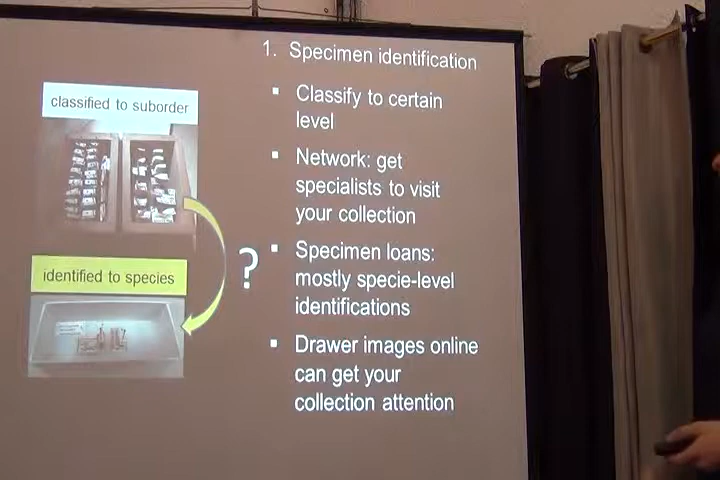 1. Specimen identification
classified to suborder
▪ Classify to certain
level
▪ Network: get
specialists to visit
your collection
?
▪ Specimen loans:
mostly specie-level
identifications
identified to species
▪ Drawer images online
can get your
collection attention